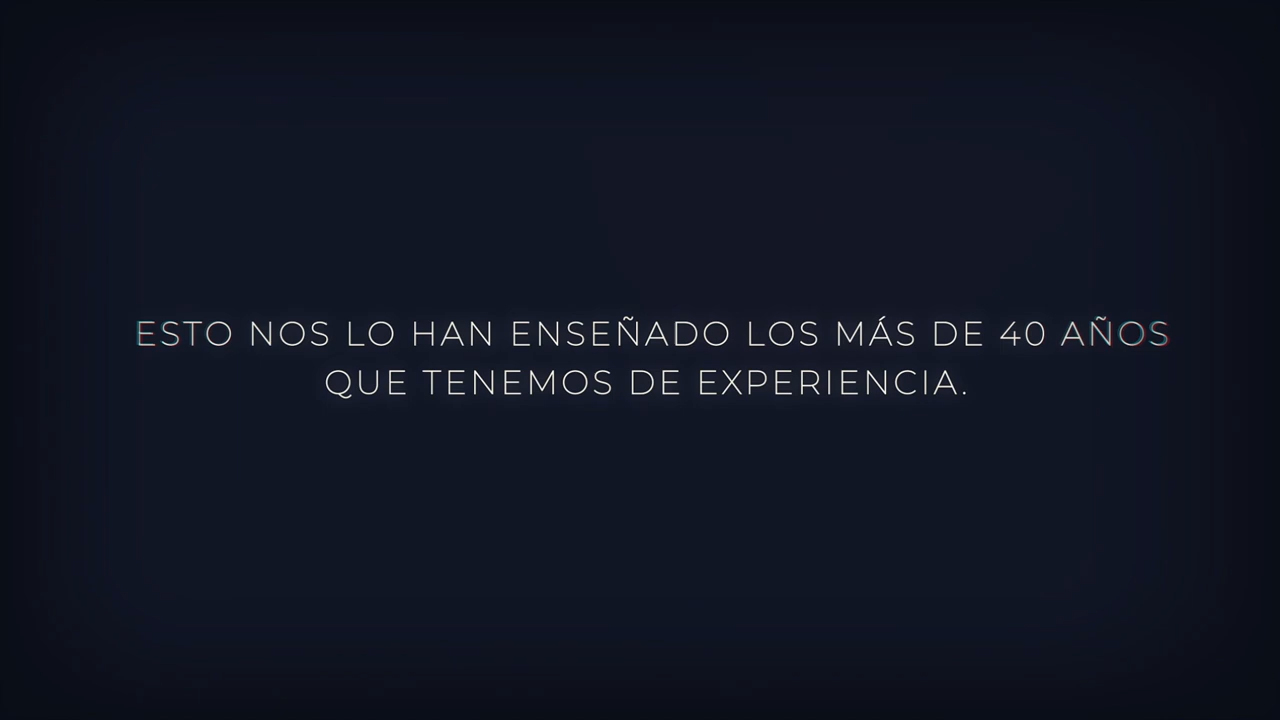 ESTO NOS LO HAN ENSEÑADO LOS MÁS DE 40 AÑOS
QUE TENEMOS DE EXPERIENCIA.